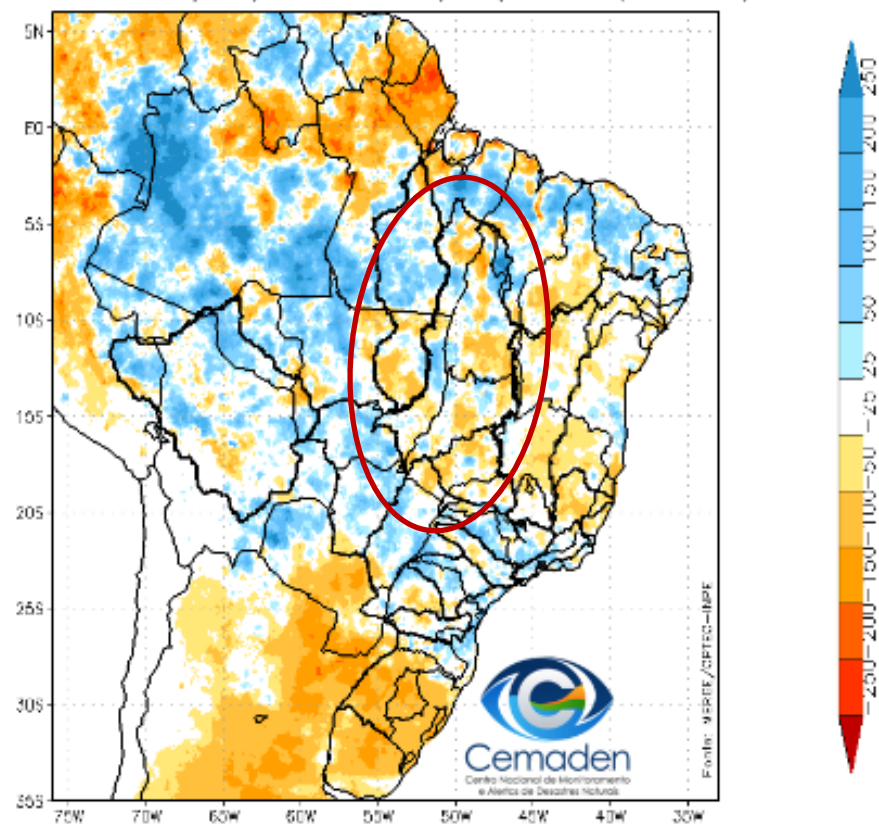 5N
EQ
5S
10S
15S
20S
25S
30S
35S
75W
70W
65W
60W
55W
50W
45W
40W
35W
250
200
150
100
50
25
-25
-50
-100
-150
-200
-250
Cemaden
Centro Nacional de Monitoramento
e Alertas de Desastres Naturais